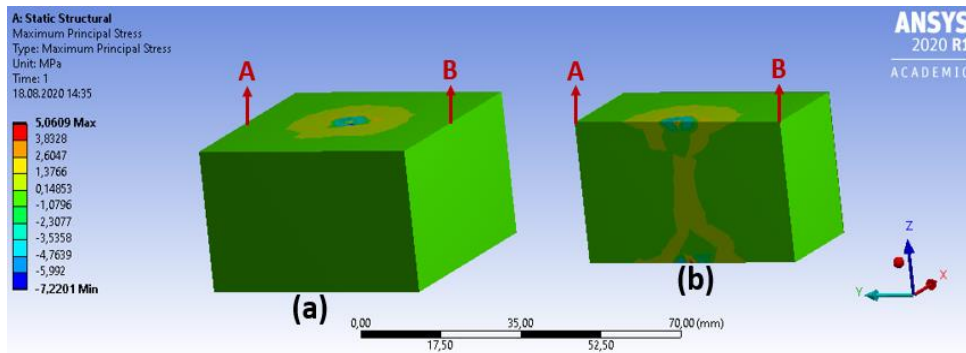 A: Static Structural
Maximum Principal Stress
Type: Maximum Principal Stress
Unit: MPa
Time: 1
18.08.2020 14:35
5,0609 Max
3,8328
2,6047
1,3766
0,14853
-1,0796
-2,3077
-3,5358
-4,7639
-5,992
-7,2201 Min
ANSYS
2020 R1
ACADEMIC
A B A B
(a) (b)
Z
X
Y
0,00 35,00 70,00 (mm)
17,50 52,50